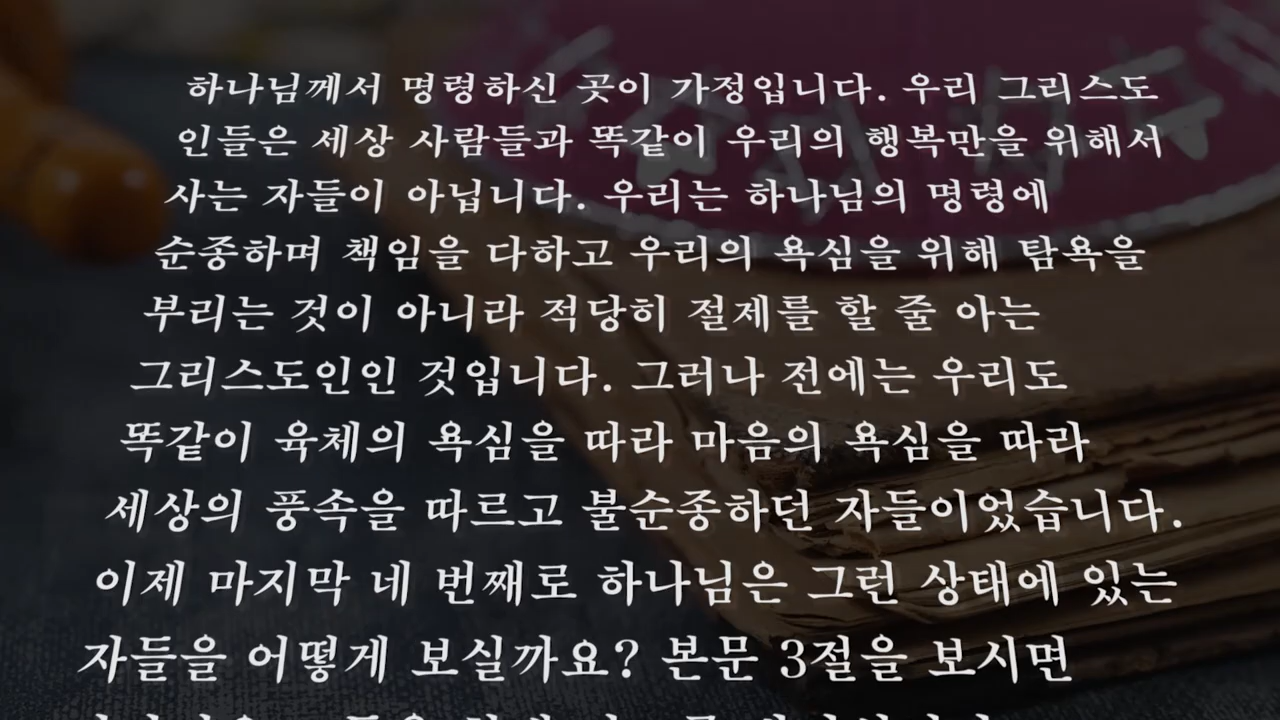 하나님께서 명령하신 곳이 가정입니다. 우리 그리스도
인들은 세상 사람들과 똑같이 우리의 행복만을 위해서
사는 자들이 아닙니다. 우리는 하나님의 명령에
순종하며 책임을 다하고 우리의 욕심을 위해 탐욕을
부리는 것이 아니라 적당히 절제를 할 줄 아는
그리스도인인 것입니다. 그러나 전에는 우리도
똑같이 육체의 욕심을 따라 마음의 욕심을 따라
세상의 풍속을 따르고 불순종하던 자들이었습니다.
이제 마지막 네 번째로 하나님은 그런 상태에 있는
자들을 어떻게 보실까요? 본문 3절을 보시면